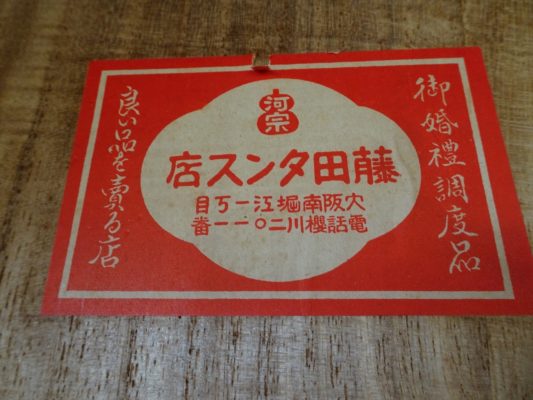 御婚禮調度品
河宗
藤田タンス店
大阪南堀江一丁目
電話櫻川二〇一一番
良い品を賣る店